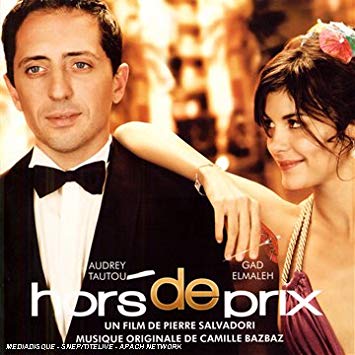 AUDREY
TAUTOU
GAD
ELMALEH
hors de prix
UN FILM DE PIERRE SALVADORI
MUSIQUE ORIGINALE DE CAMILLE BAZBAZ
MEDIADISQUE - SNEP/TITELIVE - APACH NETWORK